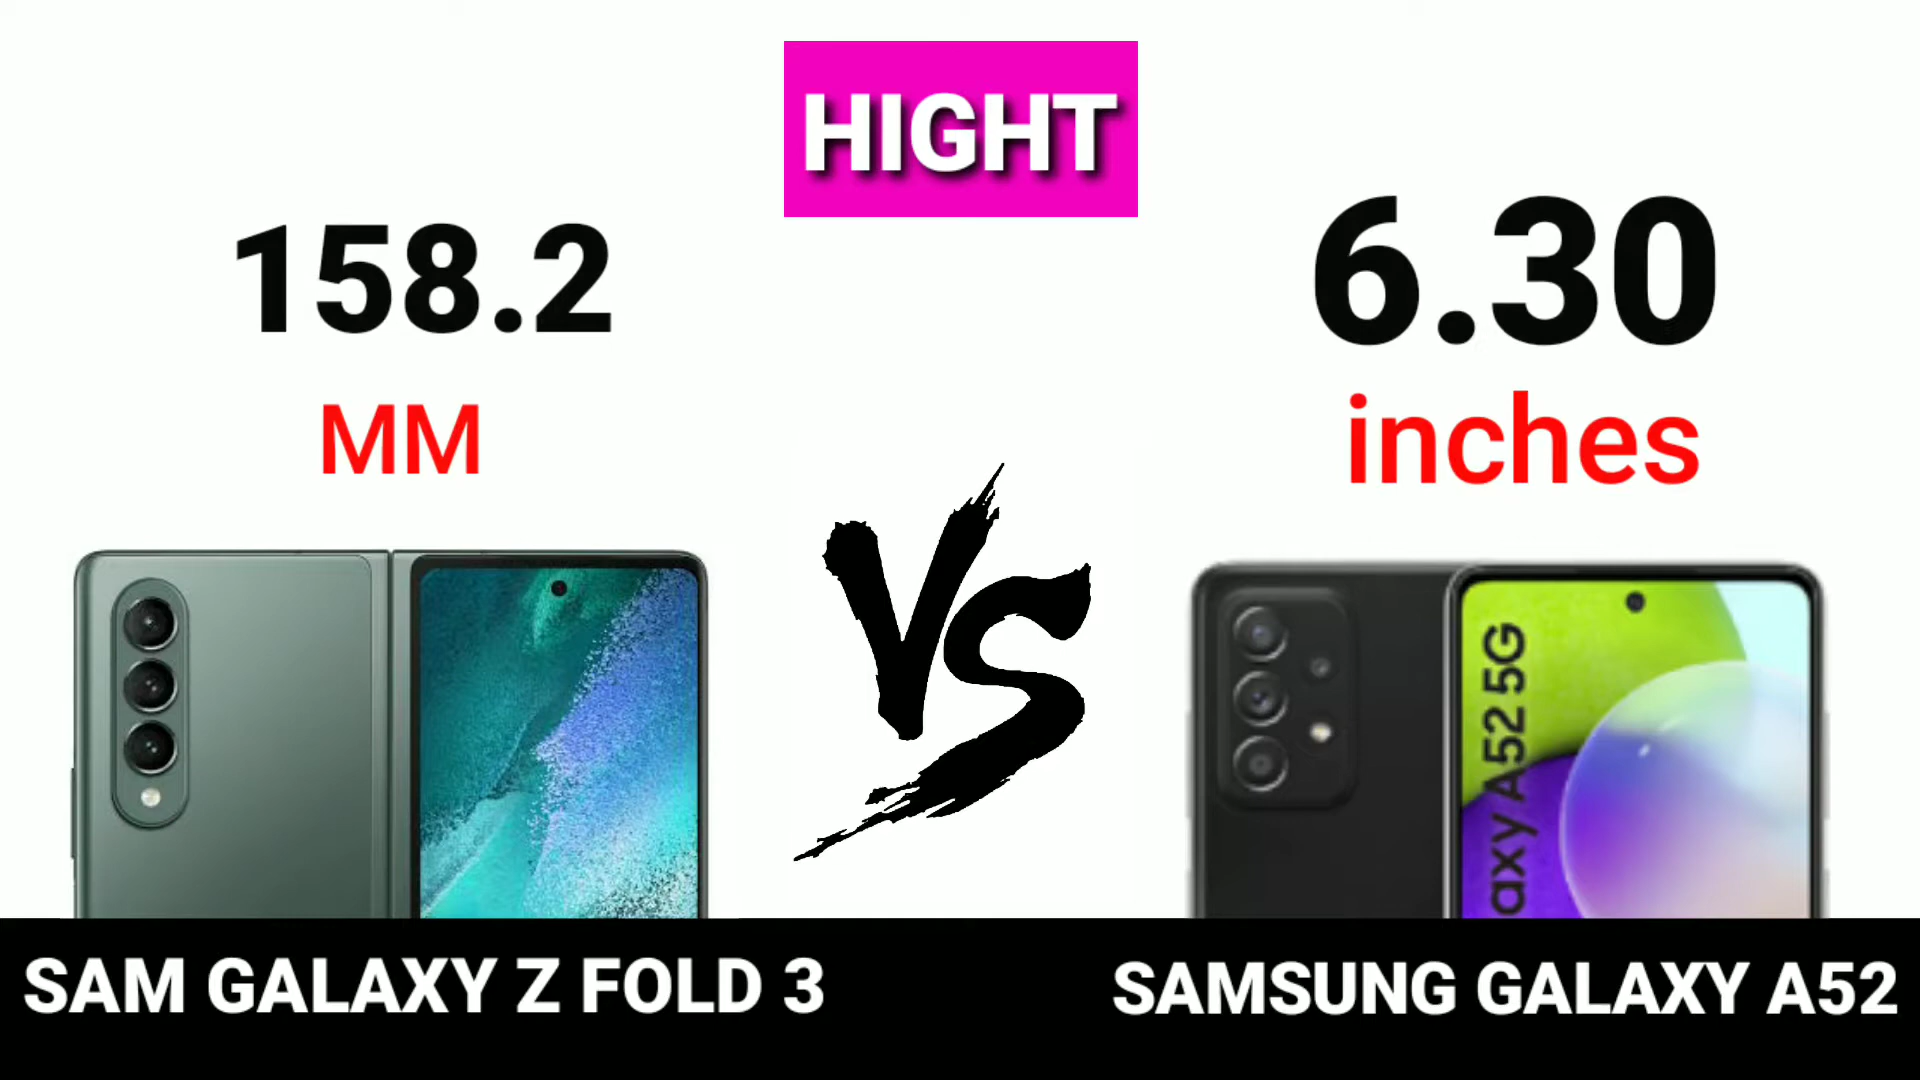 HIGHT
158.2
MM
6.30
inches
VS
axy A52 5G
SAM GALAXY Z FOLD 3
SAMSUNG GALAXY A52